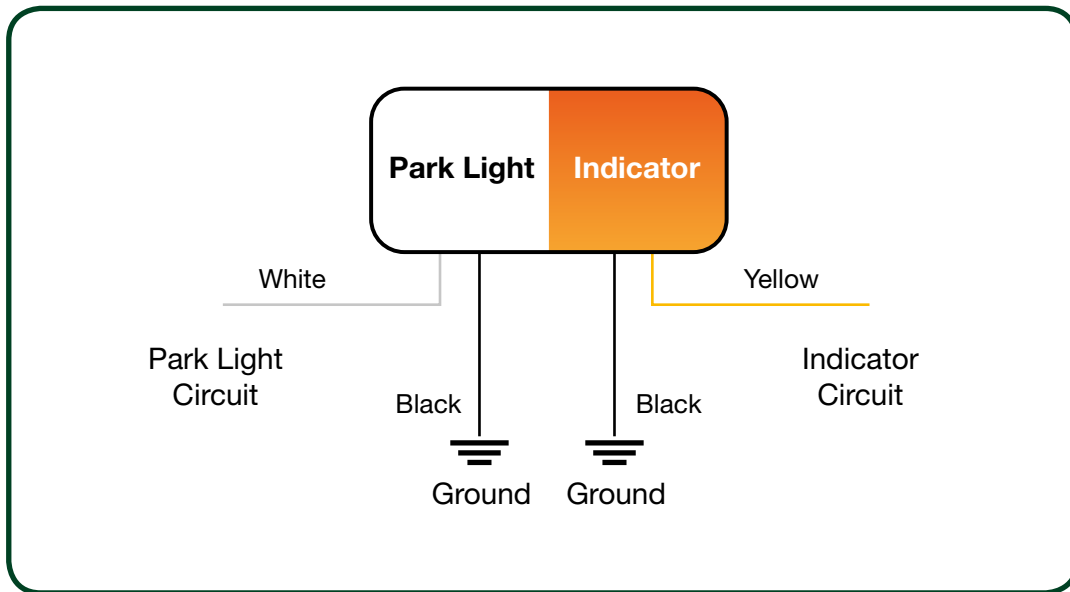 Park Light
Indicator
White
Yellow
Park Light
Circuit
Indicator
Circuit
Black
Black
Ground
Ground